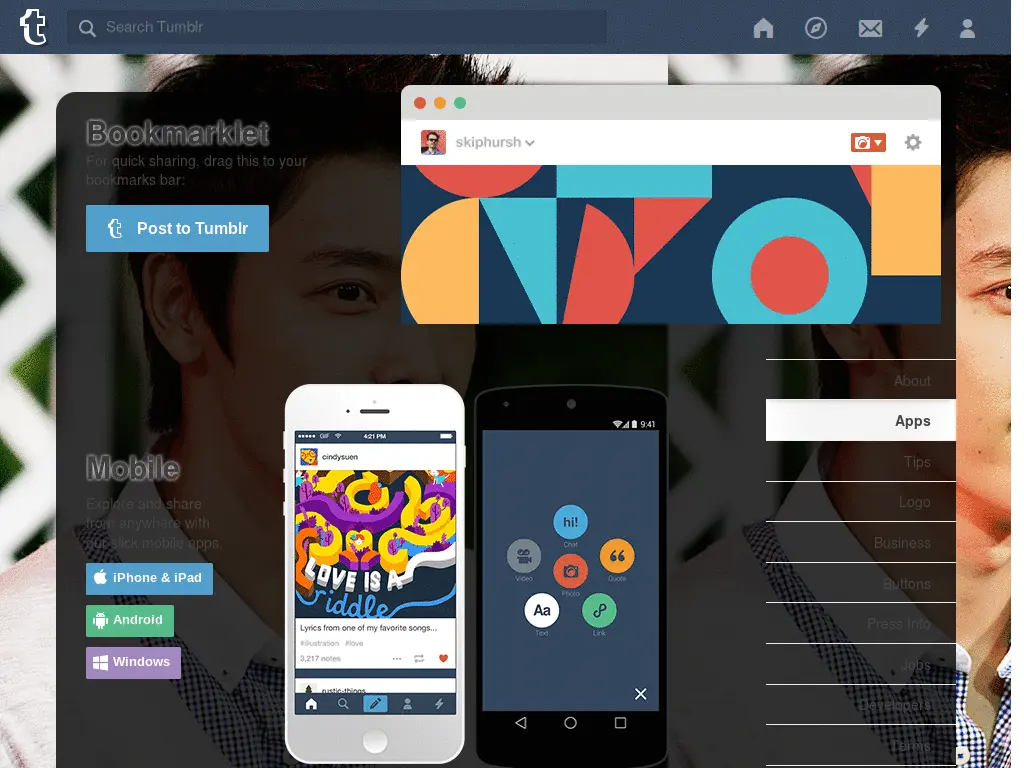 t Search Tumblr
Bookmarklet
For quick sharing, drag this to your
bookmarks bar:
t Post to Tumblr
skiphursh
Mobile
Explore and share
from anywhere with
our slick mobile apps.
iPhone & iPad
Android
Windows
GIF 4:21 PM
cindysuen
LOVE IS A
riddle
Lyrics from one of my favorite songs...
#illustration #love
3,217 notes
rustic-things
9:41
hi!
Chat
Video
Quote
Photo
Aa
Text
Link
About
Apps
Tips
Logo
Business
Buttons
Press Info
Jobs
Developers
Terms